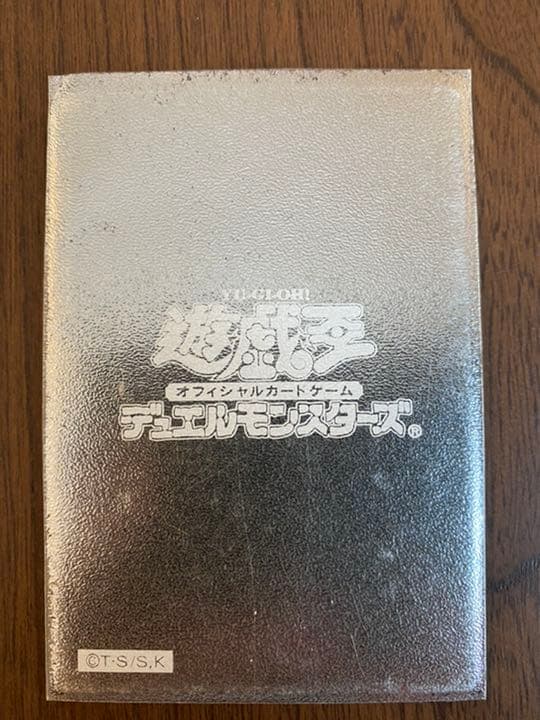 YU-GI-OH!
遊戯王
オフィシャルカードゲーム
デュエルモンスターズ®
©T・S/S,K